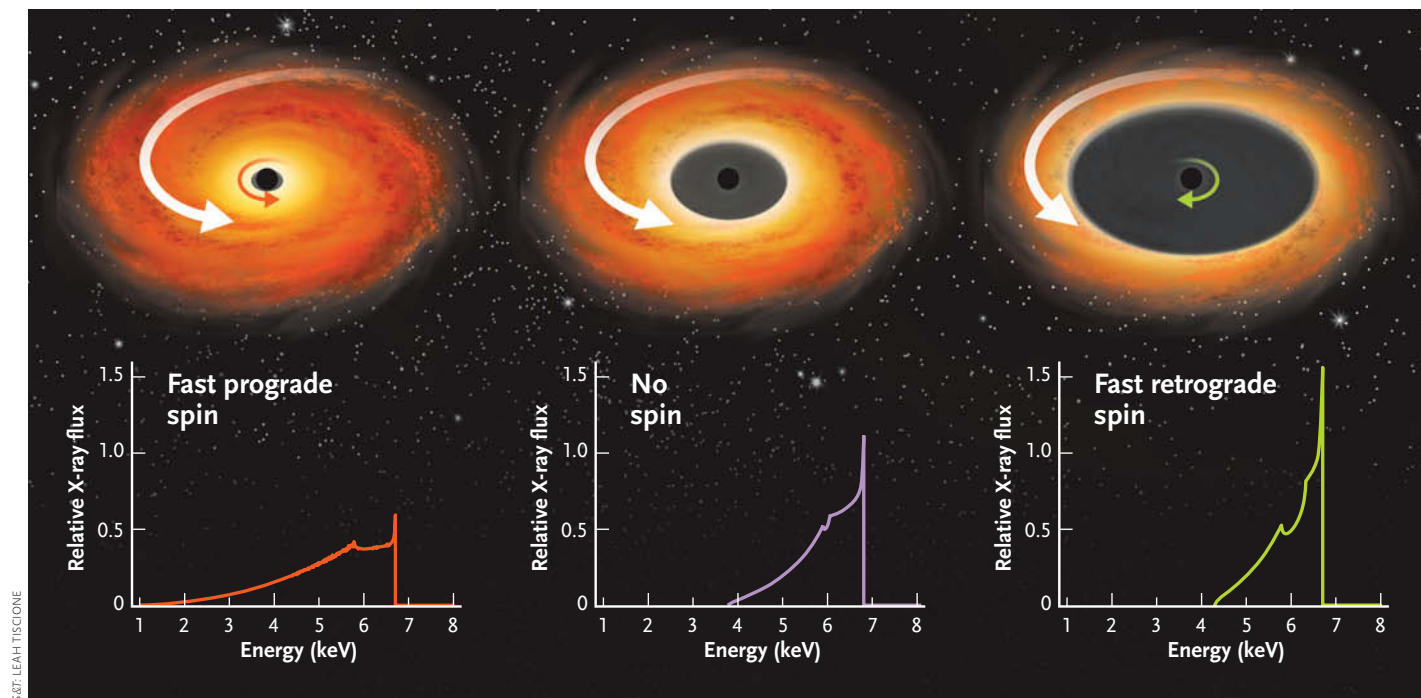 Fast prograde
spin
Relative X-ray flux
1.5
1.0
0.5
0
1 2 3 4 5 6 7 8
Energy (keV)
No
spin
Relative X-ray flux
1.5
1.0
0.5
0
1 2 3 4 5 6 7 8
Energy (keV)
Fast retrograde
spin
Relative X-ray flux
1.5
1.0
0.5
0
1 2 3 4 5 6 7 8
Energy (keV)
S&T: LEAH TISCIONE